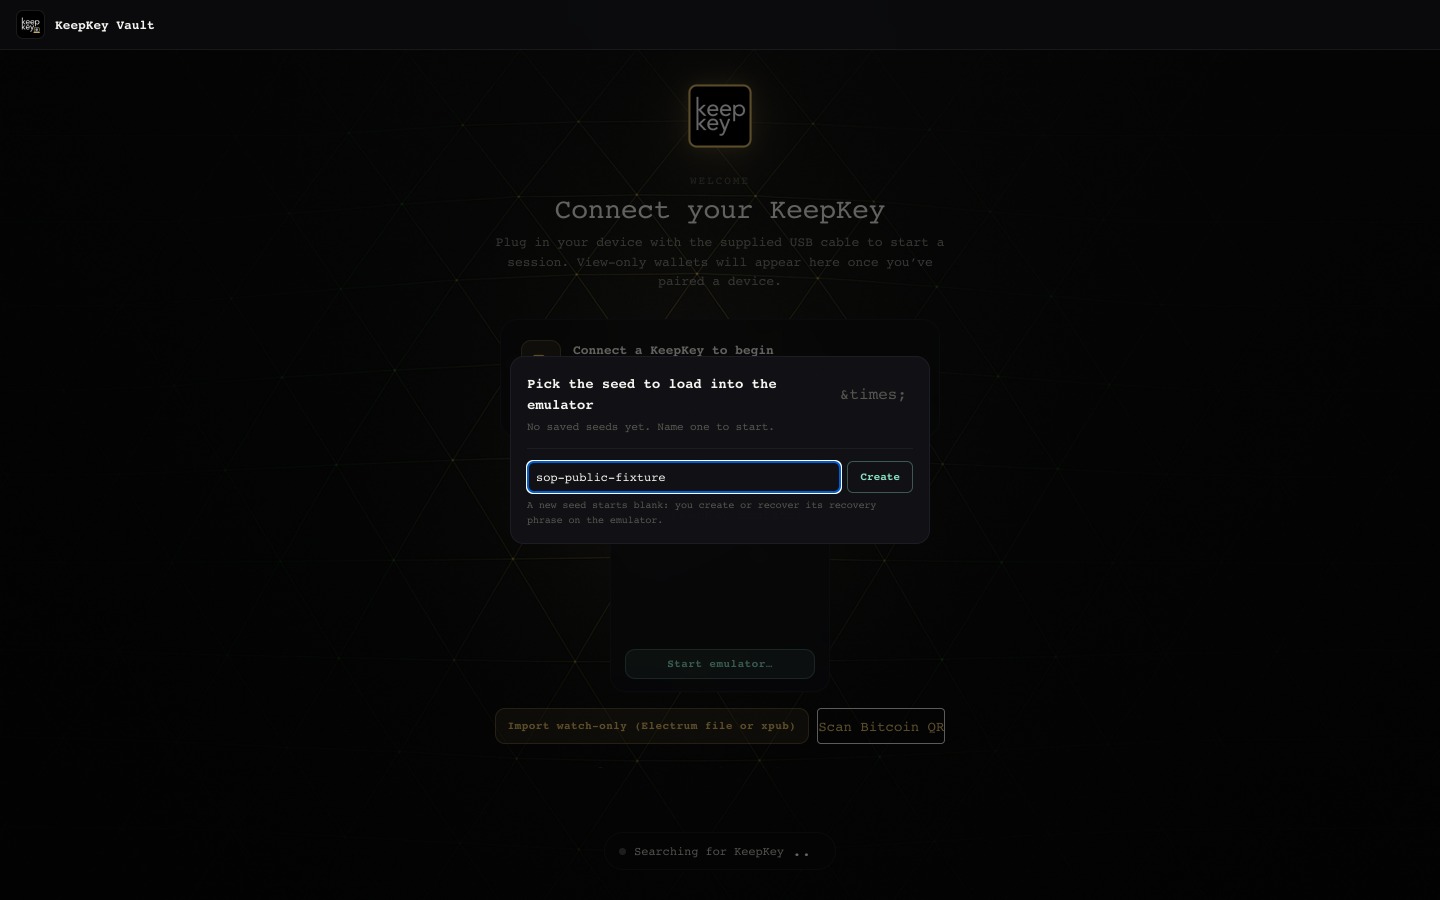 keep
key
KeepKey Vault
keep
key
WELCOME
Connect your KeepKey
Plug in your device with the supplied USB cable to start a
session. View-only wallets will appear here once you've
paired a device.
Connect a KeepKey to begin
Pick the seed to load into the
emulator
&times;
No saved seeds yet. Name one to start.
sop-public-fixture
Create
A new seed starts blank: you create or recover its recovery
phrase on the emulator.
Start emulator…
Import watch-only (Electrum file or xpub)
Scan Bitcoin QR
Searching for KeepKey ..